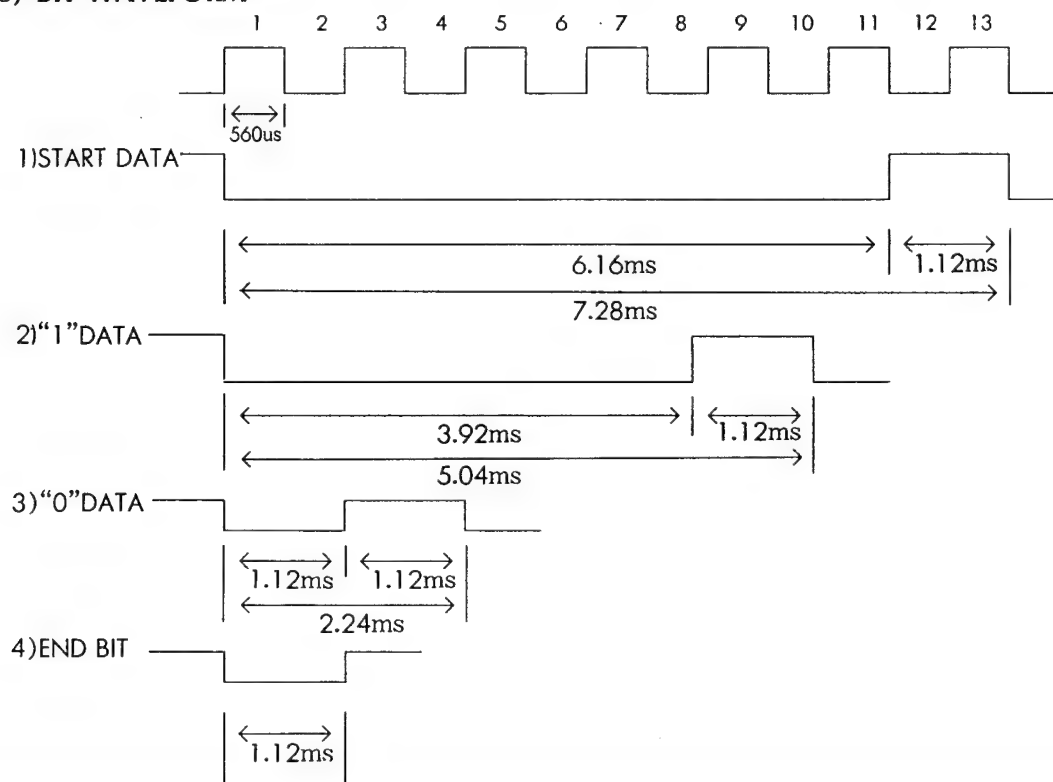 1 2 3 4 5 6 7 8 9 10 11 12 13
560us
1)START DATA
6.16ms 1.12ms
7.28ms
2)“1”DATA
3.92ms 1.12ms
5.04ms
3)“0”DATA
1.12ms 1.12ms
2.24ms
4)END BIT
1.12ms